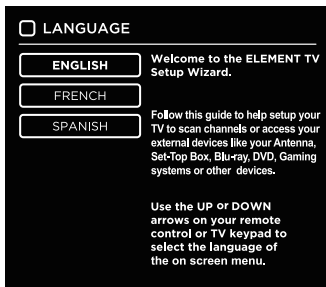 LANGUAGE
ENGLISH
FRENCH
SPANISH
Welcome to the ELEMENT TV
Setup Wizard.
Follow this guide to help setup your
TV to scan channels or access your
external devices like your Antenna,
Set-Top Box, Blu-ray, DVD, Gaming
systems or other devices.
Use the UP or DOWN
arrows on your remote
control or TV keypad to
select the language of
the on screen menu.